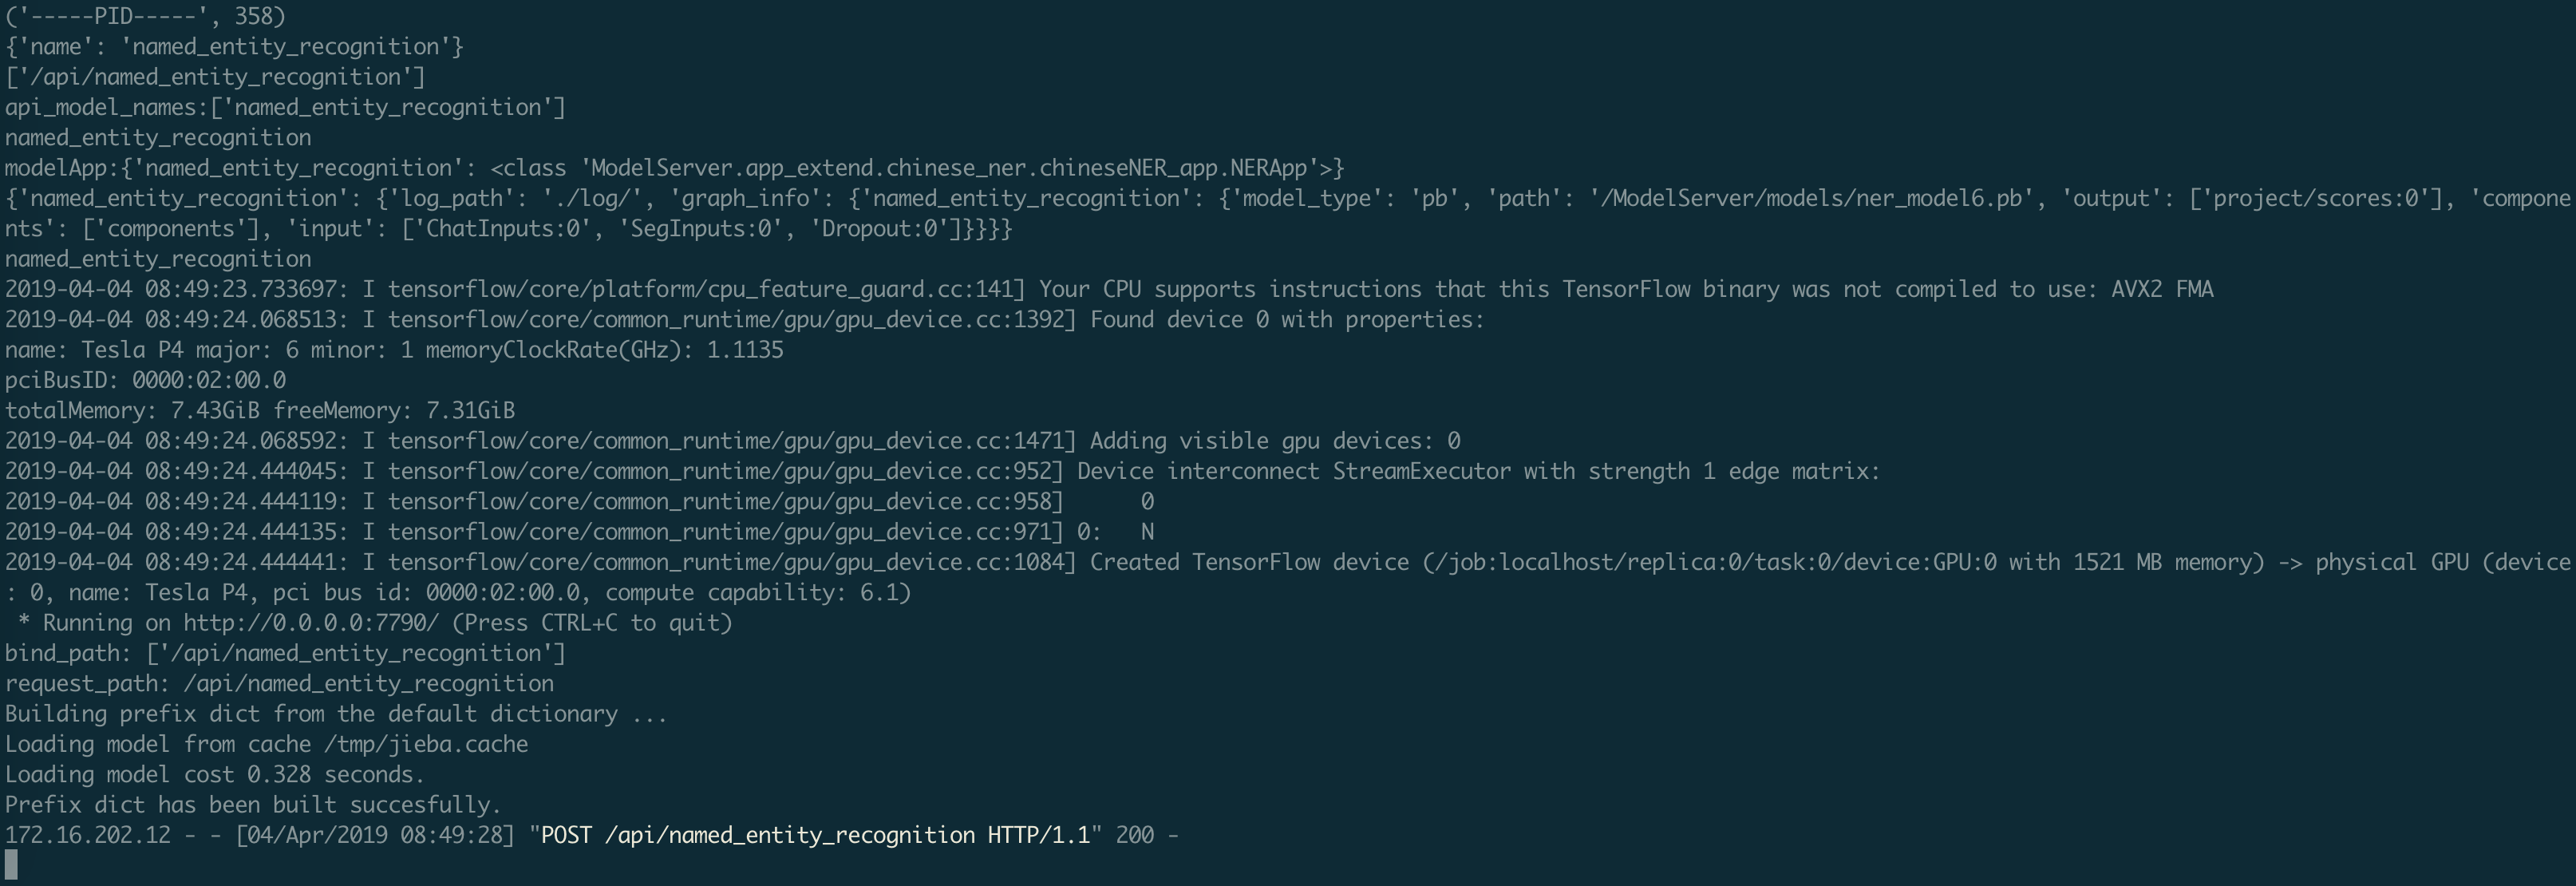 ('-----PID-----', 358)
{'name': 'named_entity_recognition'}
['/api/named_entity_recognition']
api_model_names:['named_entity_recognition']
named_entity_recognition
modelApp:{'named_entity_recognition': <class 'ModelServer.app_extend.chinese_ner.chineseNER_app.NERApp'>}
{'named_entity_recognition': {'log_path': './log/', 'graph_info': {'named_entity_recognition': {'model_type': 'pb', 'path': '/ModelServer/models/ner_model6.pb', 'output': ['project/scores:0'], 'compone
nts': ['components'], 'input': ['ChatInputs:0', 'SegInputs:0', 'Dropout:0']}}}}
named_entity_recognition
2019-04-04 08:49:23.733697: I tensorflow/core/platform/cpu_feature_guard.cc:141] Your CPU supports instructions that this TensorFlow binary was not compiled to use: AVX2 FMA
2019-04-04 08:49:24.068513: I tensorflow/core/common_runtime/gpu/gpu_device.cc:1392] Found device 0 with properties:
name: Tesla P4 major: 6 minor: 1 memoryClockRate(GHz): 1.1135
pciBusID: 0000:02:00.0
totalMemory: 7.43GiB freeMemory: 7.31GiB
2019-04-04 08:49:24.068592: I tensorflow/core/common_runtime/gpu/gpu_device.cc:1471] Adding visible gpu devices: 0
2019-04-04 08:49:24.444045: I tensorflow/core/common_runtime/gpu/gpu_device.cc:952] Device interconnect StreamExecutor with strength 1 edge matrix:
2019-04-04 08:49:24.444119: I tensorflow/core/common_runtime/gpu/gpu_device.cc:958]      0
2019-04-04 08:49:24.444135: I tensorflow/core/common_runtime/gpu/gpu_device.cc:971] 0:   N
2019-04-04 08:49:24.444441: I tensorflow/core/common_runtime/gpu/gpu_device.cc:1084] Created TensorFlow device (/job:localhost/replica:0/task:0/device:GPU:0 with 1521 MB memory) -> physical GPU (device
: 0, name: Tesla P4, pci bus id: 0000:02:00.0, compute capability: 6.1)
 * Running on http://0.0.0.0:7790/ (Press CTRL+C to quit)
bind_path: ['/api/named_entity_recognition']
request_path: /api/named_entity_recognition
Building prefix dict from the default dictionary ...
Loading model from cache /tmp/jieba.cache
Loading model cost 0.328 seconds.
Prefix dict has been built succesfully.
172.16.202.12 - - [04/Apr/2019 08:49:28] "POST /api/named_entity_recognition HTTP/1.1" 200 -